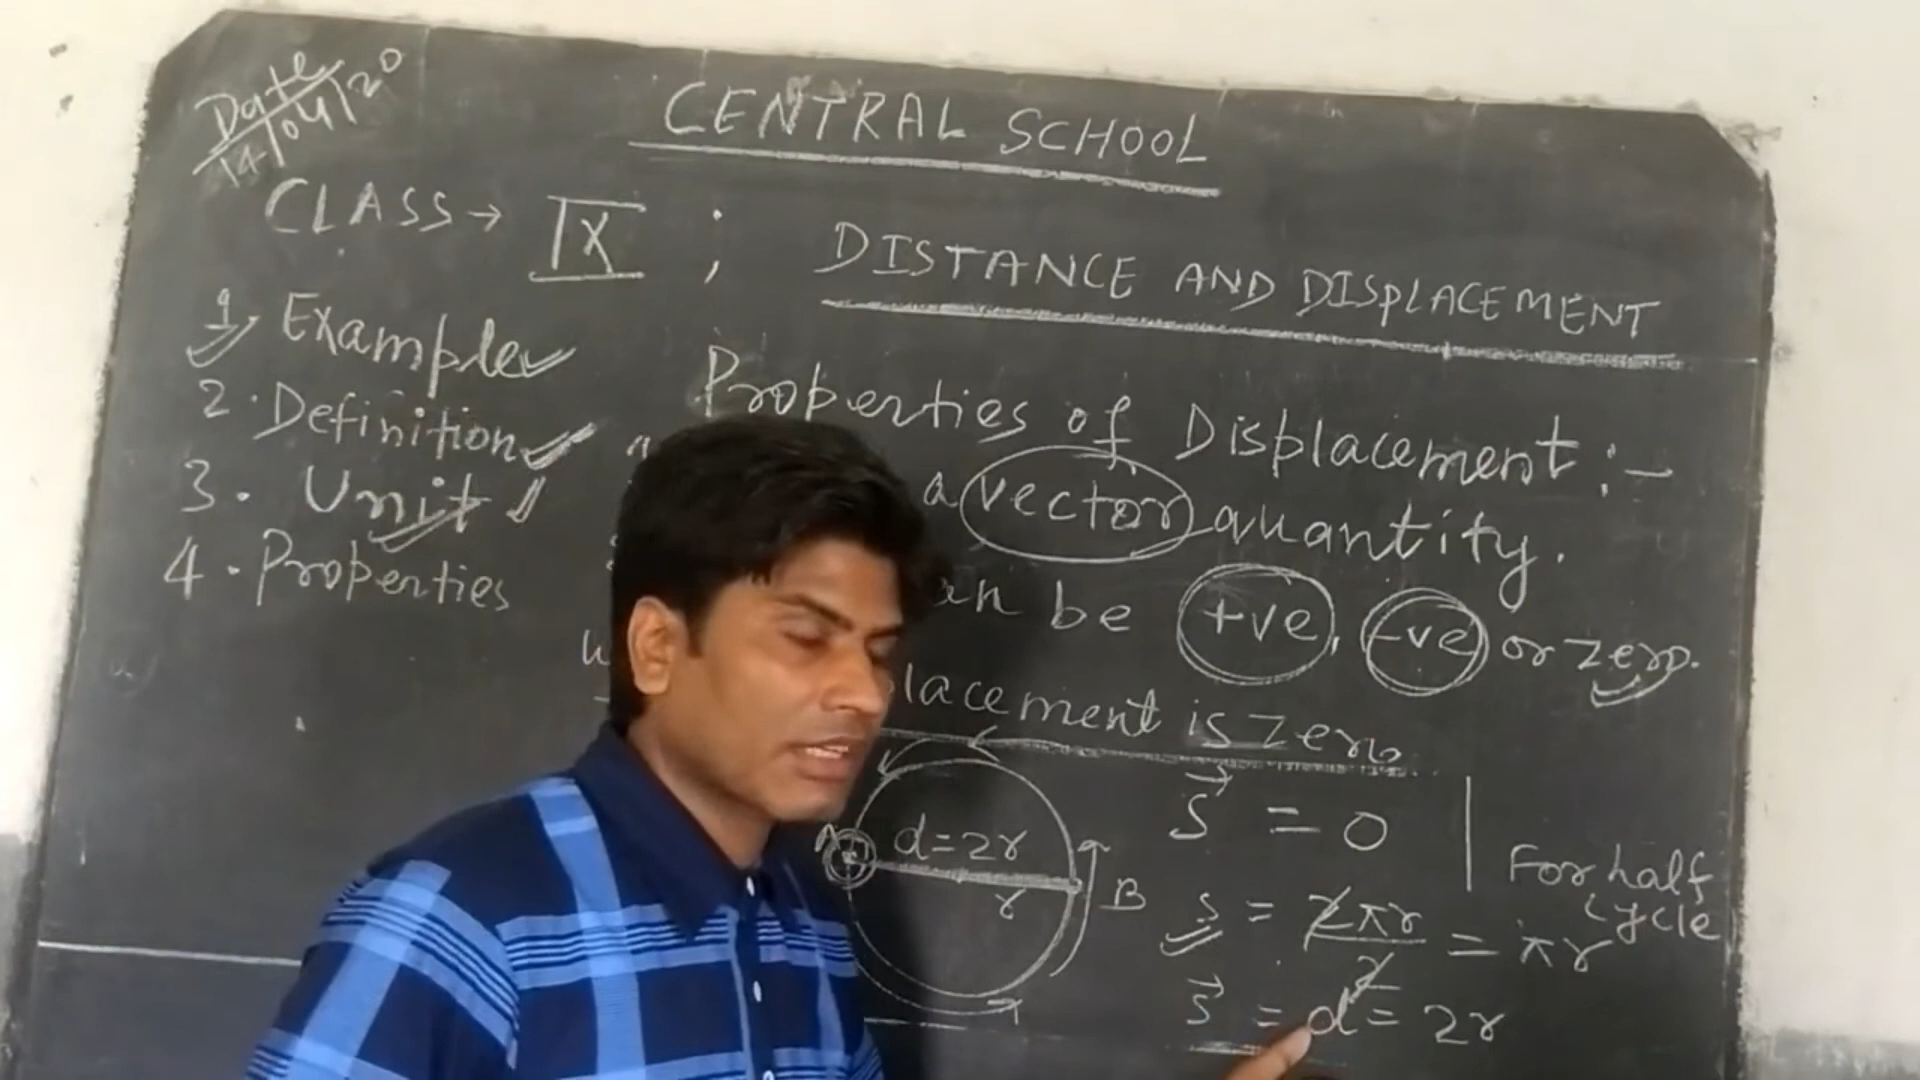 Date
14/04/20
CENTRAL SCHOOL
CLASS → IX ; DISTANCE AND DISPLACEMENT
1. Example
2. Definition
3. Unit
4. Properties
Properties of Displacement :-
a vector quantity.
be +ve, -ve or zero.
is zero
A
d=2r
r
B
s⃗ = 0
For half cycle
s = 2πr/2 = πr
s⃗ = d = 2r